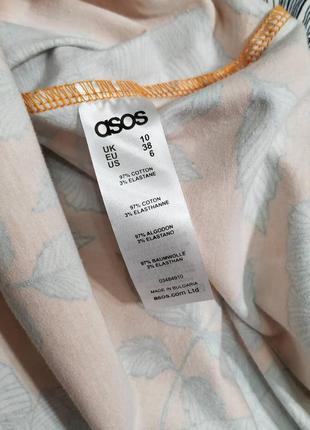 asos
UK 10
EU 38
US 6
97% COTTON
3% ELASTANE
97% COTON
3% ELASTHANNE
97% ALGODON
3% ELASTANO
97% BAUMWOLLE
3% ELASTHAN
03484910
MADE IN BULGARIA
asos.com Ltd